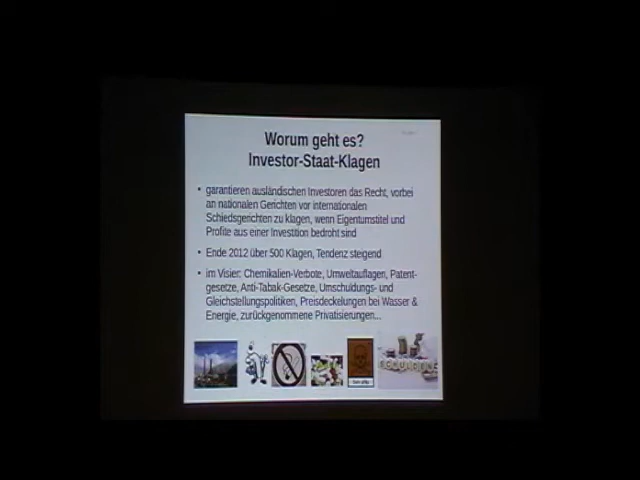 Worum geht es?
Investor-Staat-Klagen
• garantieren ausländischen Investoren das Recht, vorbei
an nationalen Gerichten vor internationalen
Schiedsgerichten zu klagen, wenn Eigentumstitel und
Profite aus einer Investition bedroht sind
• Ende 2012 über 500 Klagen, Tendenz steigend
• im Visier: Chemikalien-Verbote, Umweltauflagen, Patent-
gesetze, Anti-Tabak-Gesetze, Umschuldungs- und
Gleichstellungspolitiken, Preisdeckelungen bei Wasser &
Energie, zurückgenommene Privatisierungen...
SCHULDEN